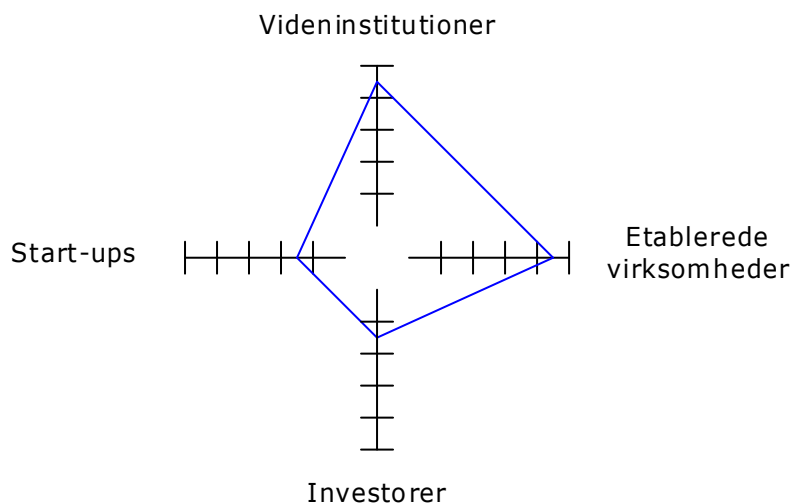 Videninstitutioner
Start-ups
Etablerede
virksomheder
Investorer